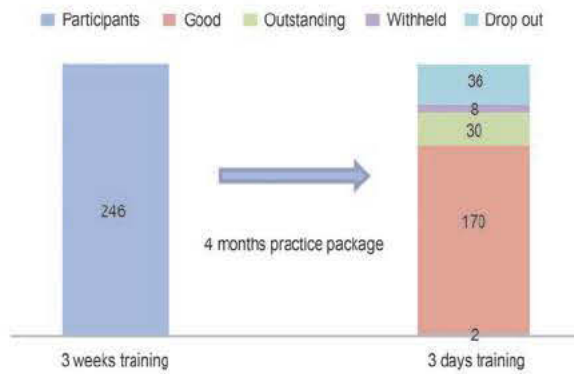 Participants Good Outstanding Withheld Drop out
36
8
30
246
170
4 months practice package
2
3 weeks training 3 days training